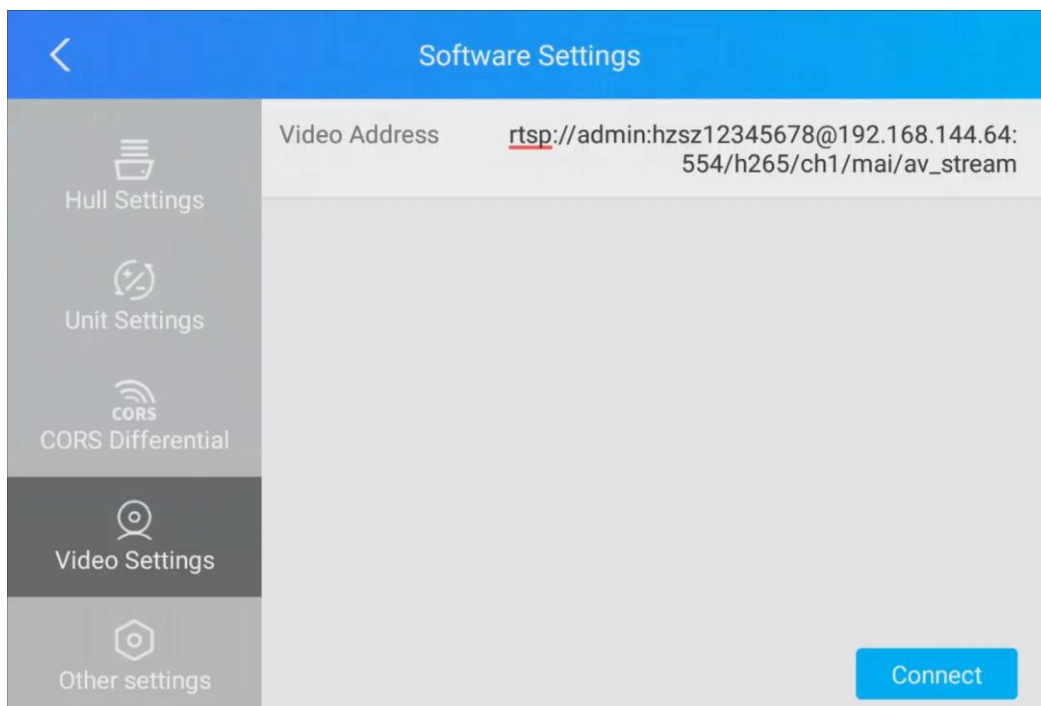 Software Settings
Hull Settings
Unit Settings
CORS
CORS Differential
Video Settings
Other settings
Video Address
rtsp://admin:hzsz12345678@192.168.144.64:
554/h265/ch1/mai/av_stream
Connect